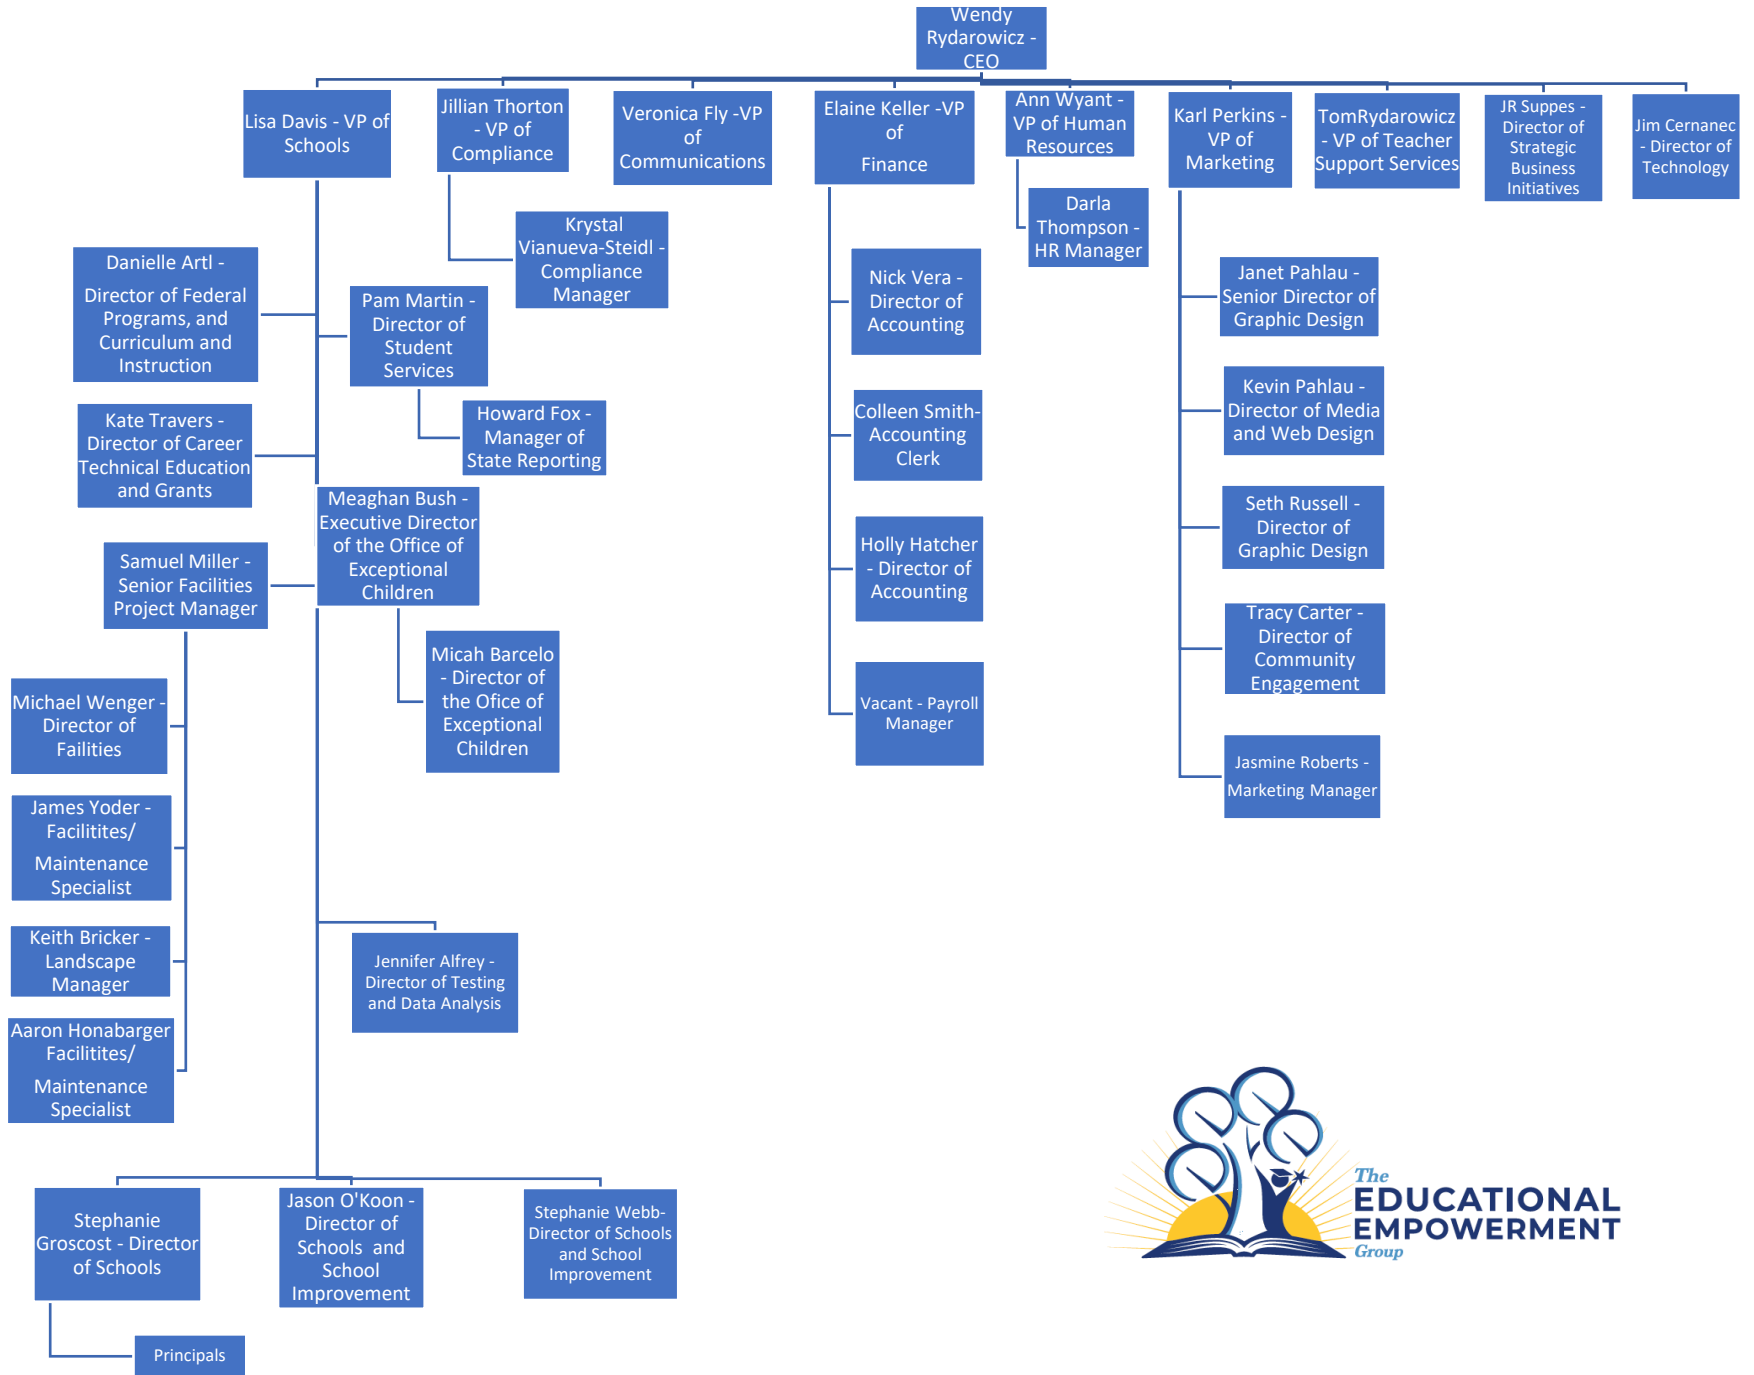 Wendy
Rydarowicz -
CEO
Lisa Davis - VP of
Schools
Jillian Thorton
- VP of
Compliance
Veronica Fly -VP
of
Communications
Elaine Keller -VP
of
Finance
Ann Wyant -
VP of Human
Resources
Karl Perkins -
VP of
Marketing
TomRydarowicz
- VP of Teacher
Support Services
JR Suppes -
Director of
Strategic
Business
Initiatives
Jim Cernanec
- Director of
Technology
Krystal
Vianueva-Steidl -
Compliance
Manager
Darla
Thompson -
HR Manager
Danielle Artl -
Director of Federal
Programs, and
Curriculum and
Instruction
Pam Martin -
Director of
Student
Services
Nick Vera -
Director of
Accounting
Janet Pahlau -
Senior Director of
Graphic Design
Kate Travers -
Director of Career
Technical Education
and Grants
Howard Fox -
Manager of
State Reporting
Colleen Smith-
Accounting
Clerk
Kevin Pahlau -
Director of Media
and Web Design
Meaghan Bush -
Executive Director
of the Office of
Exceptional
Children
Samuel Miller -
Senior Facilities
Project Manager
Holly Hatcher
- Director of
Accounting
Seth Russell -
Director of
Graphic Design
Micah Barcelo
- Director of
the Ofice of
Exceptional
Children
Tracy Carter -
Director of
Community
Engagement
Michael Wenger -
Director of
Failities
Vacant - Payroll
Manager
Jasmine Roberts -
Marketing Manager
James Yoder -
Facilitites/
Maintenance
Specialist
Keith Bricker -
Landscape
Manager
Jennifer Alfrey -
Director of Testing
and Data Analysis
Aaron Honabarger
Facilitites/
Maintenance
Specialist
Stephanie
Groscost - Director
of Schools
Jason O'Koon -
Director of
Schools  and
School
Improvement
Stephanie Webb-
Director of Schools
and School
Improvement
Principals
The
EDUCATIONAL
EMPOWERMENT
Group